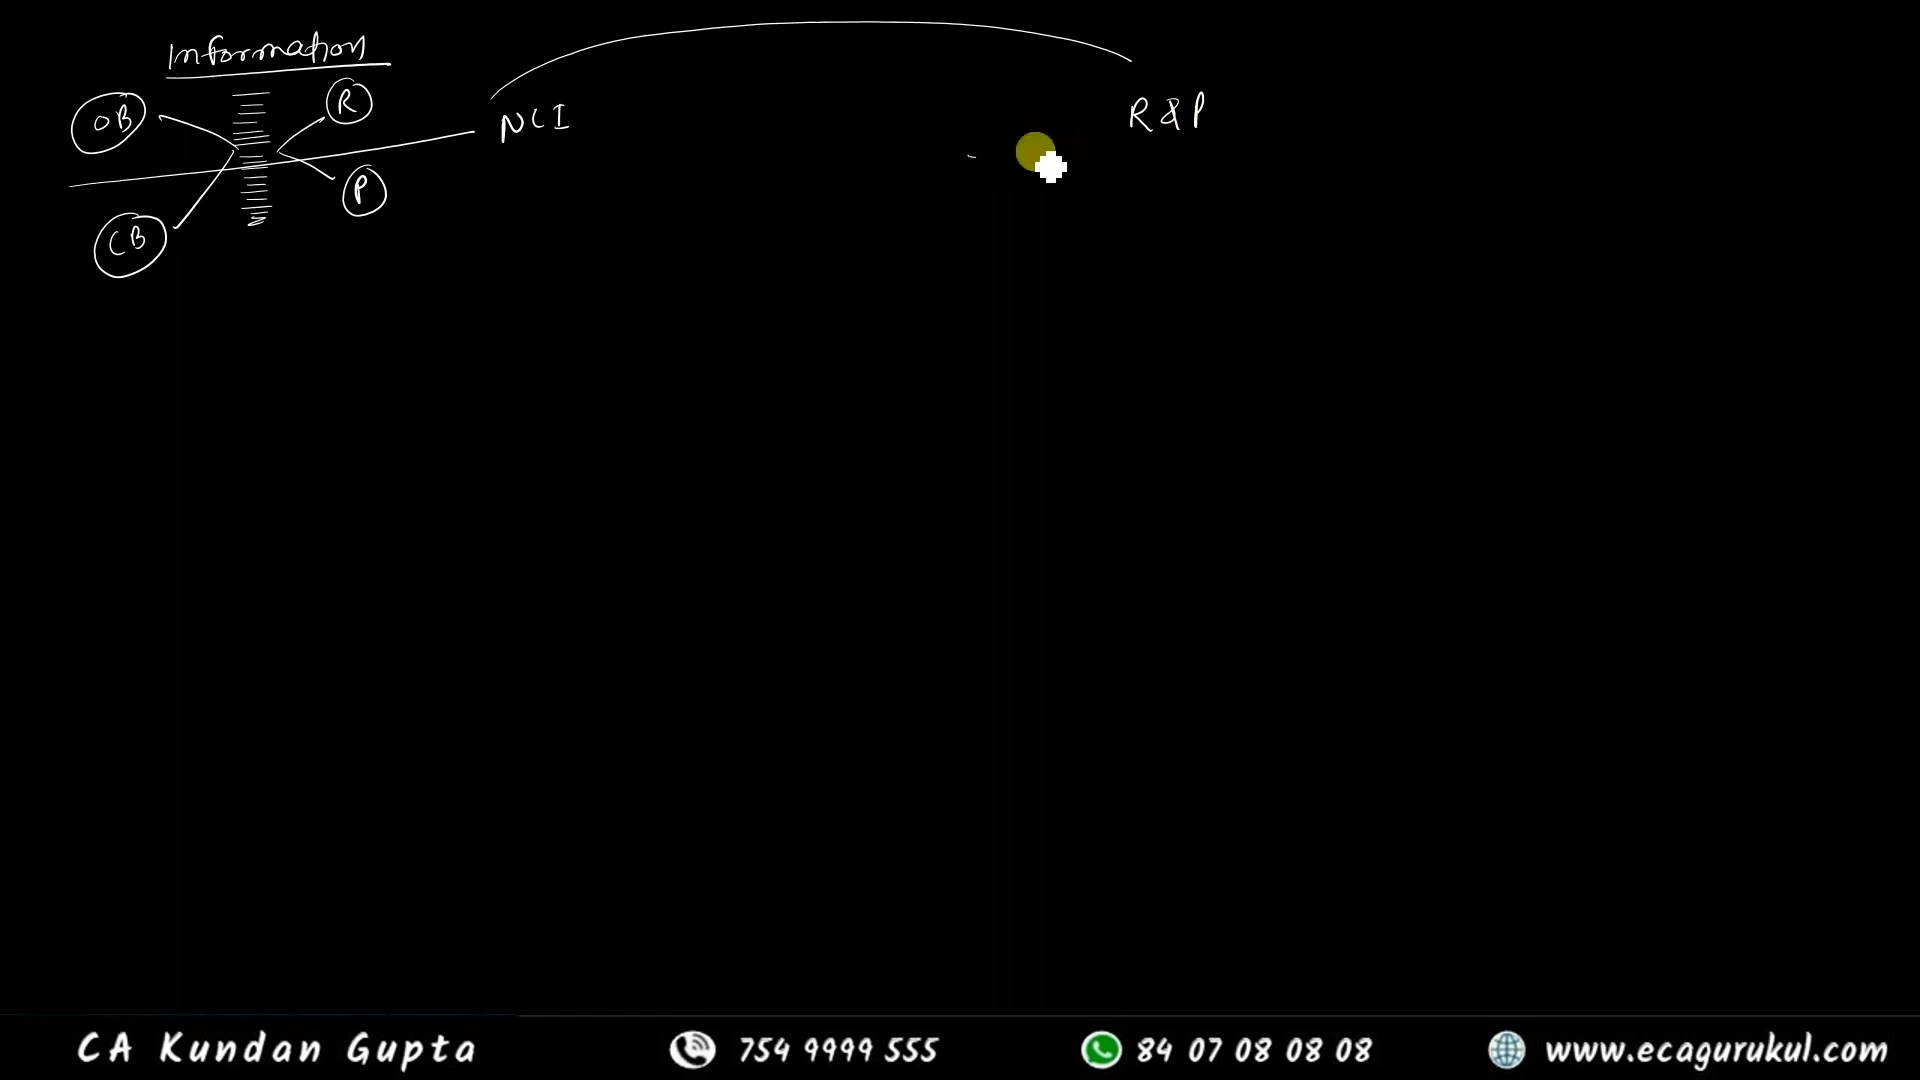 Information
OB
R
NCI
R & P
P
CB
CA Kundan Gupta
754 9999 555
84 07 08 08 08
www.ecagurukul.com